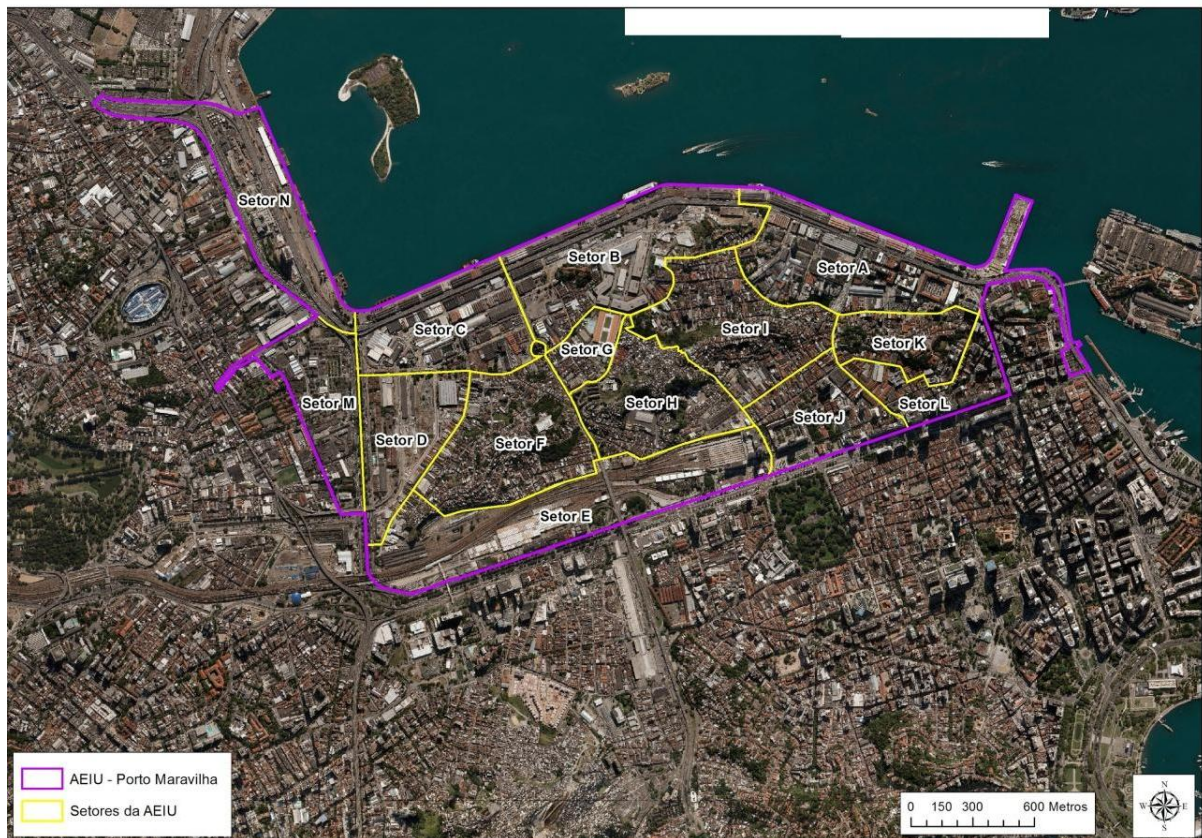 Setor N
Setor B
Setor A
Setor C
Setor I
Setor G
Setor K
Setor M
Setor H
Setor L
Setor J
Setor D
Setor F
Setor E
AEIU - Porto Maravilha
Setores da AEIU
0 150 300 600 Metros
N
W E
S